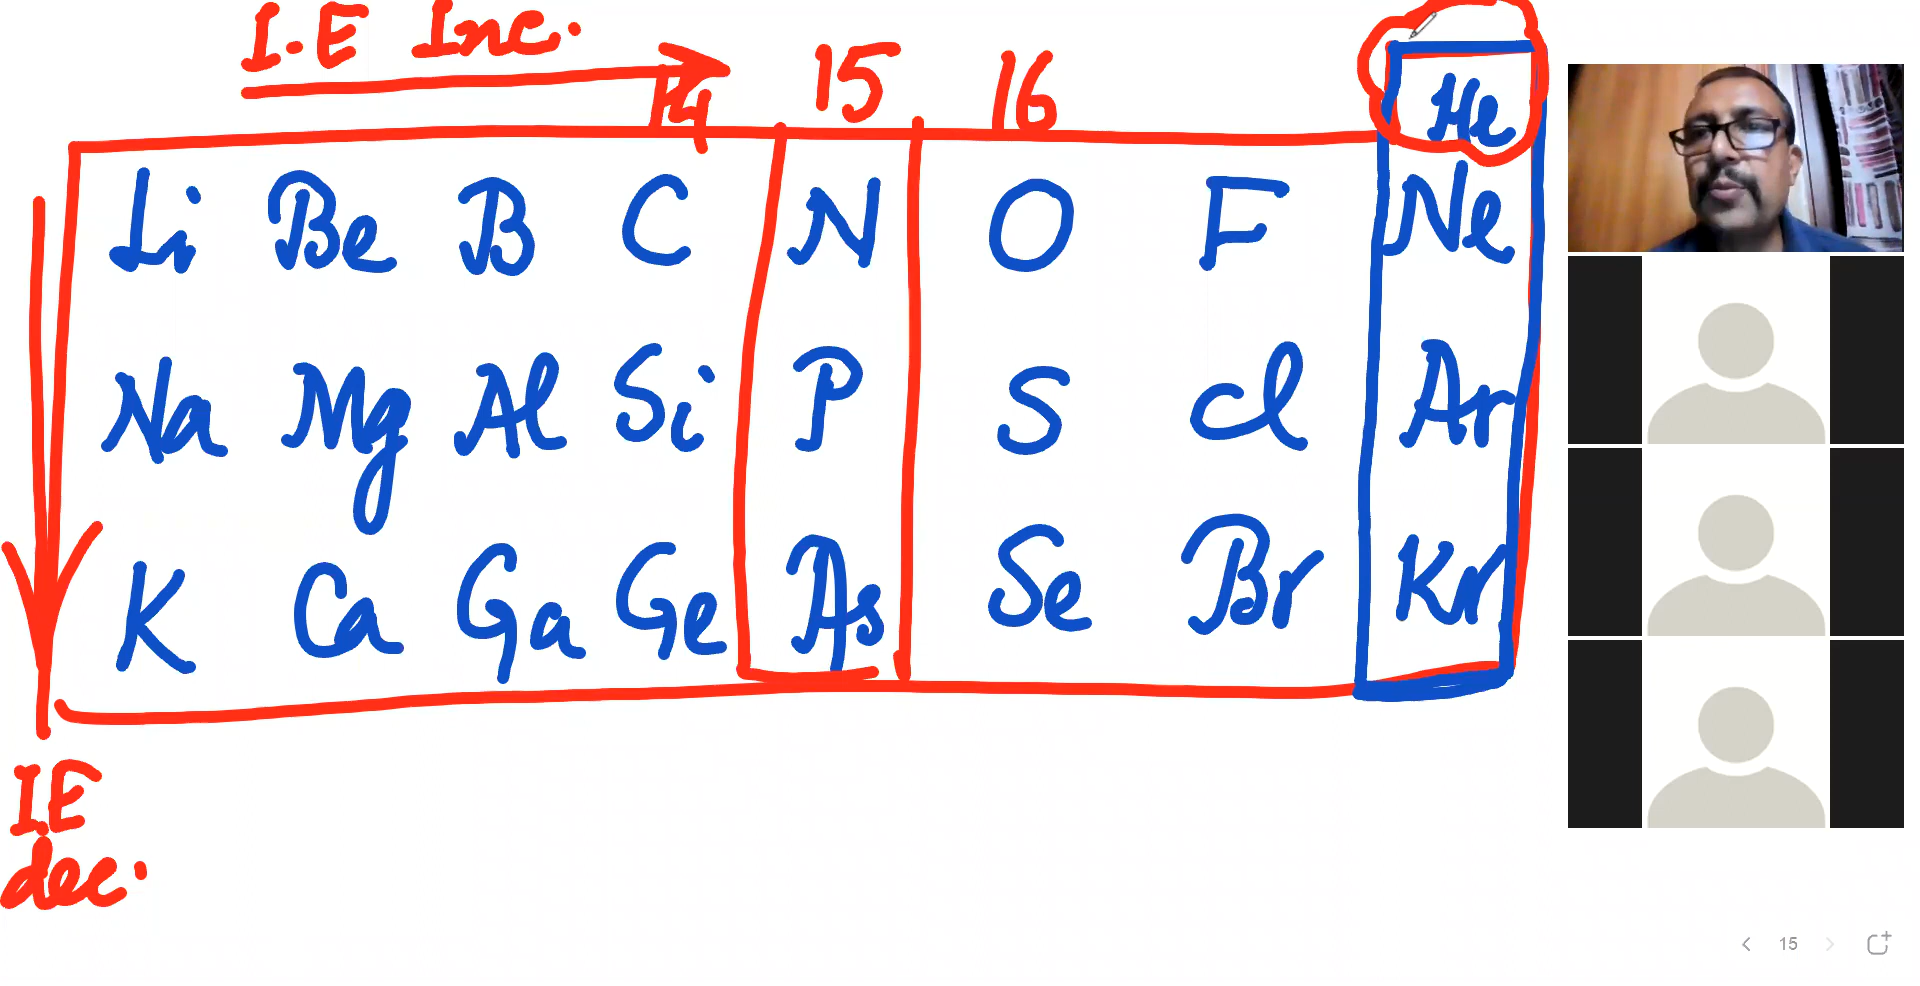 I.E Inc.
14 15 16 He
Li Be B C N O F Ne
Na Mg Al Si P S Cl Ar
K Ca Ga Ge As Se Br Kr
I.E
dec.
15